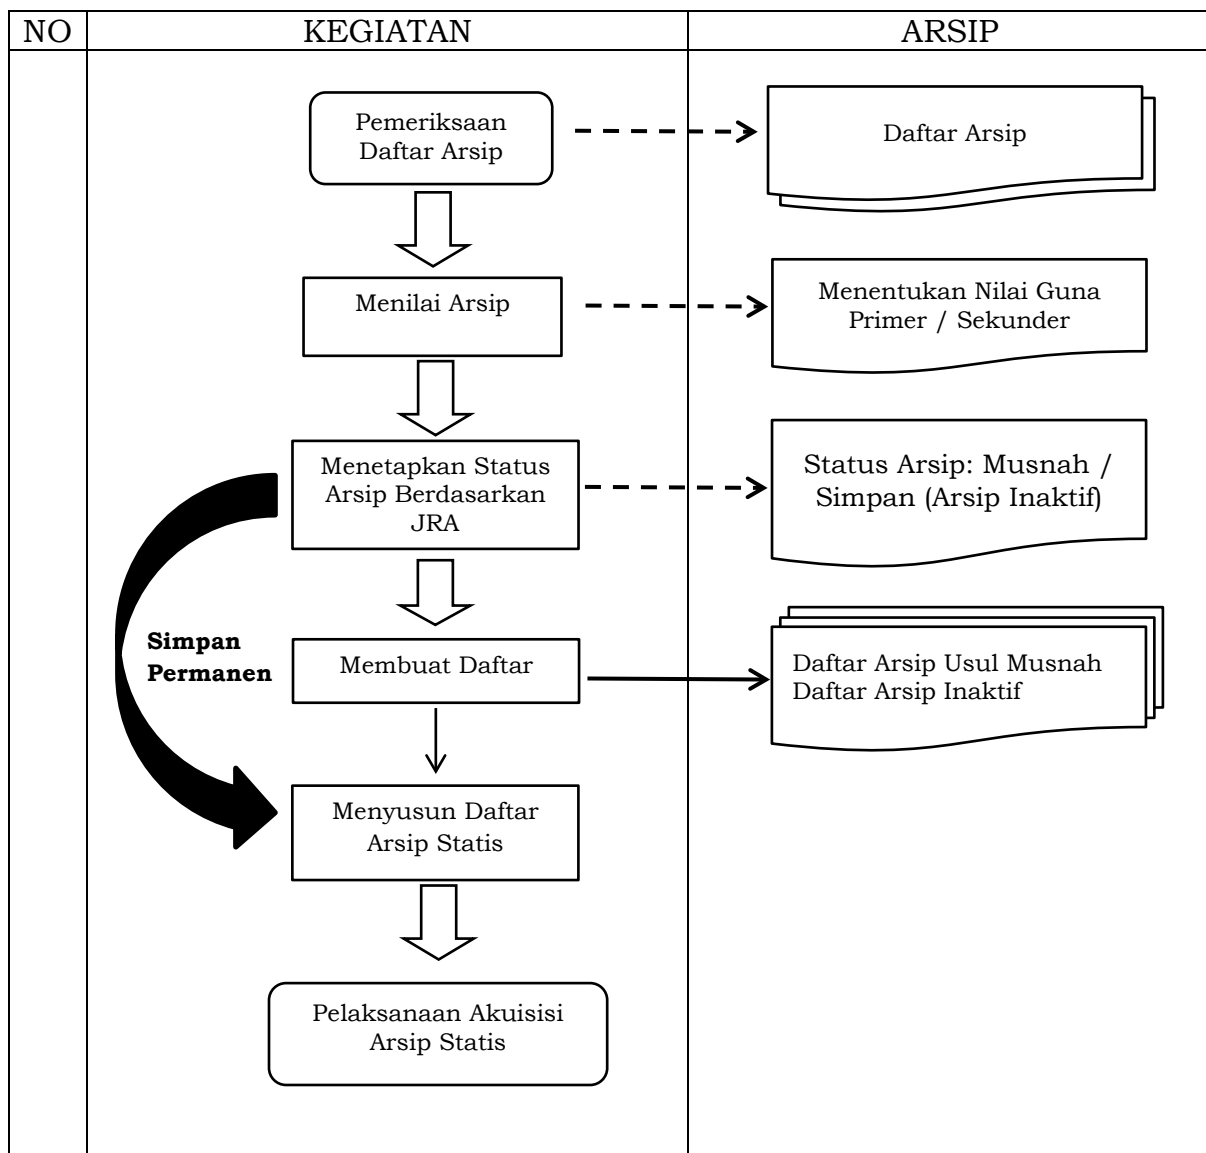 NO
KEGIATAN
ARSIP
Pemeriksaan
Daftar Arsip
Daftar Arsip
Menilai Arsip
Menentukan Nilai Guna
Primer / Sekunder
Menetapkan Status
Arsip Berdasarkan
JRA
Status Arsip: Musnah /
Simpan (Arsip Inaktif)
Simpan
Permanen
Membuat Daftar
Daftar Arsip Usul Musnah
Daftar Arsip Inaktif
Menyusun Daftar
Arsip Statis
Pelaksanaan Akuisisi
Arsip Statis